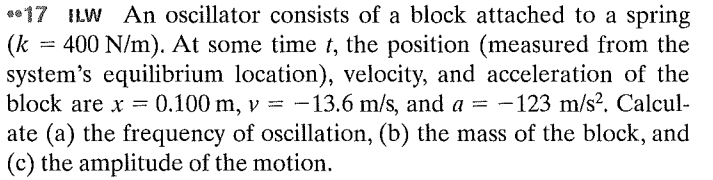 ••17 ILW An oscillator consists of a block attached to a spring
(k = 400 N/m). At some time t, the position (measured from the
system's equilibrium location), velocity, and acceleration of the
block are x = 0.100 m, v = −13.6 m/s, and a = −123 m/s². Calcul-
ate (a) the frequency of oscillation, (b) the mass of the block, and
(c) the amplitude of the motion.